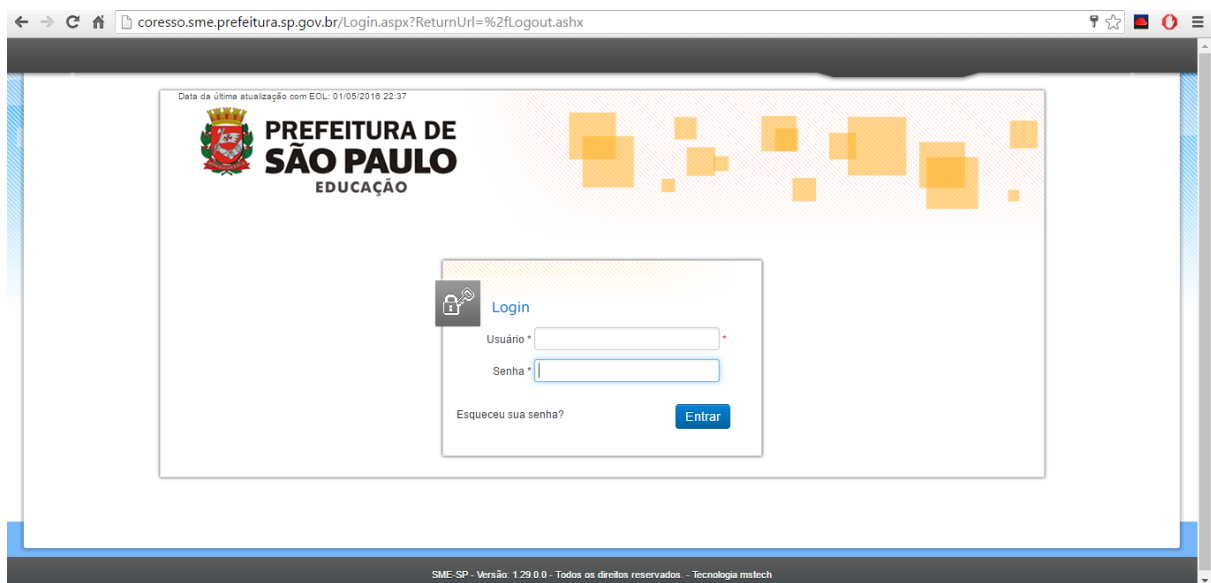 coresso.sme.prefeitura.sp.gov.br/Login.aspx?ReturnUrl=%2fLogout.ashx
Data da última atualização com EOL: 01/05/2016 22:37
PREFEITURA DE
SÃO PAULO
EDUCAÇÃO
Login
Usuário * *
Senha *
Esqueceu sua senha? Entrar
SME-SP - Versão: 1.29.0.0 - Todos os direitos reservados. - Tecnologia mstech